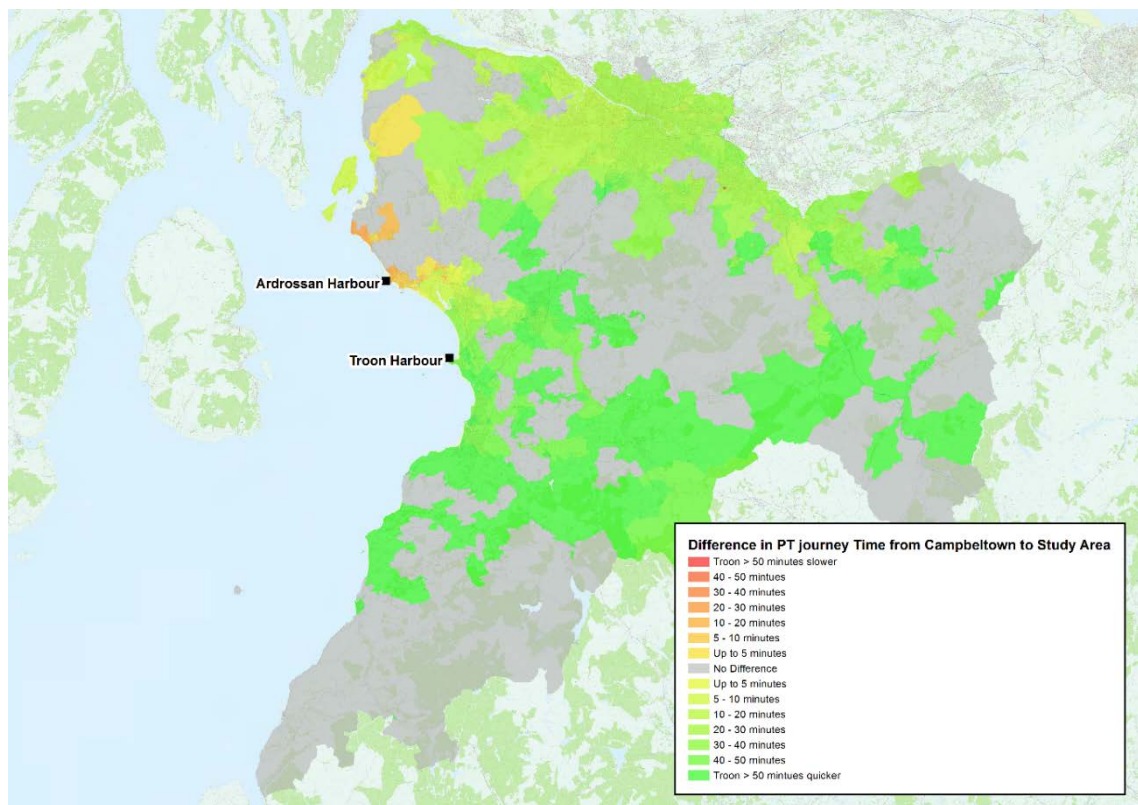 Ardrossan Harbour
Troon Harbour
Difference in PT journey Time from Campbeltown to Study Area
Troon > 50 minutes slower
40 - 50 mintues
30 - 40 minutes
20 - 30 minutes
10 - 20 minutes
5 - 10 minutes
Up to 5 minutes
No Difference
Up to 5 minutes
5 - 10 minutes
10 - 20 minutes
20 - 30 minutes
30 - 40 minutes
40 - 50 minutes
Troon > 50 mintues quicker